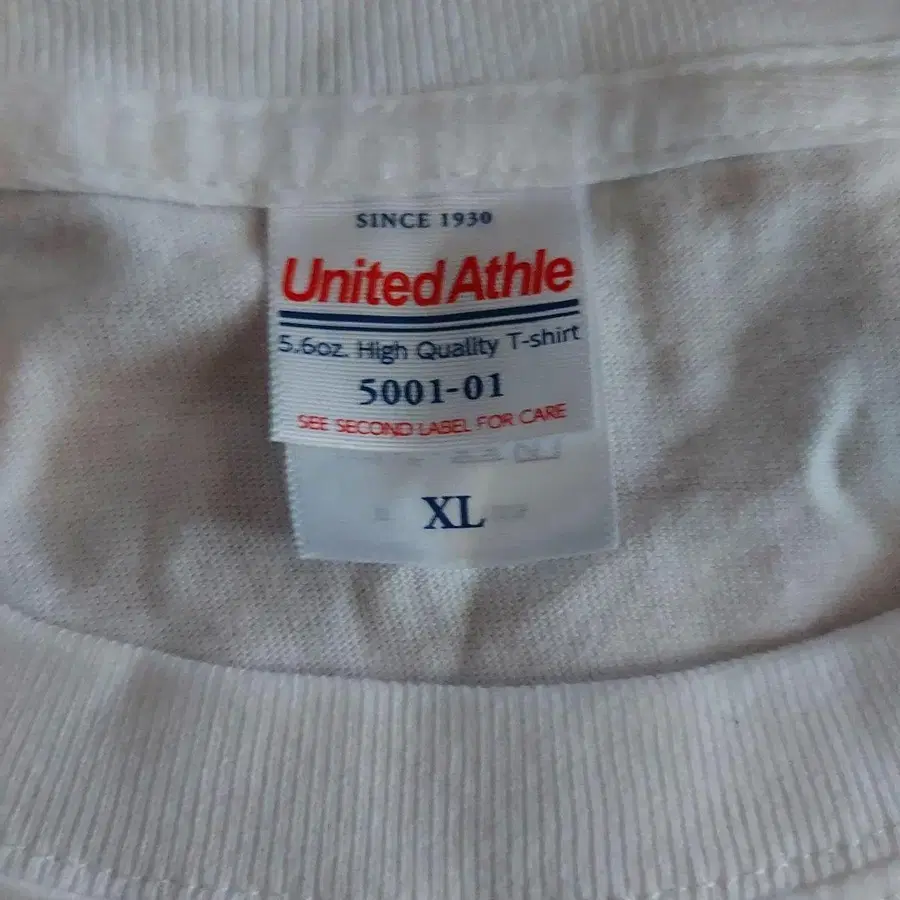 SINCE 1930
United Athle
5.6oz. High Quality T-shirt
5001-01
SEE SECOND LABEL FOR CARE
XL